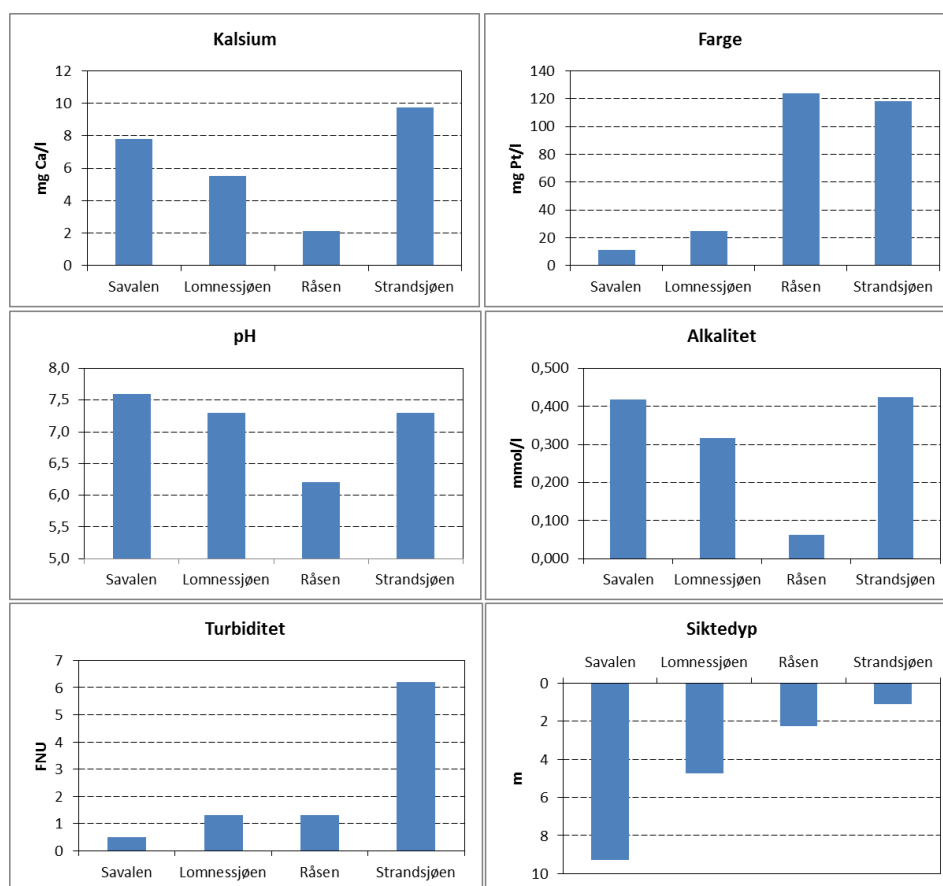 Kalsium
12
10
8
6
4
2
0
mg Ca/l
Savalen Lomnessjøen Råsen Strandsjøen
Farge
140
120
100
80
60
40
20
0
mg Pt/l
Savalen Lomnessjøen Råsen Strandsjøen
pH
8,0
7,5
7,0
6,5
6,0
5,5
5,0
Savalen Lomnessjøen Råsen Strandsjøen
Alkalitet
0,500
0,400
0,300
0,200
0,100
0,000
mmol/l
Savalen Lomnessjøen Råsen Strandsjøen
Turbiditet
7
6
5
4
3
2
1
0
FNU
Savalen Lomnessjøen Råsen Strandsjøen
Siktedyp
Savalen Lomnessjøen Råsen Strandsjøen
0
2
4
6
8
10
m